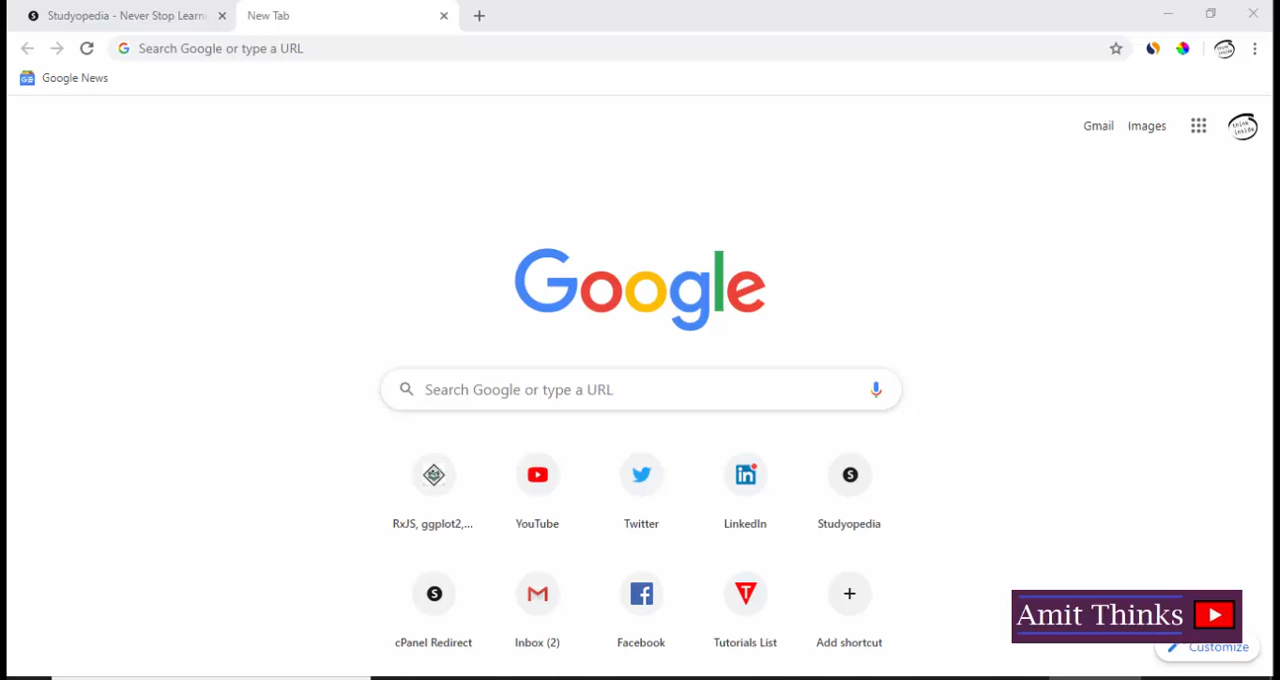 Studyopedia - Never Stop Learni
New Tab
Search Google or type a URL
Google News
Gmail
Images
think inside
Google
Search Google or type a URL
RxJS, ggplot2,...
YouTube
Twitter
LinkedIn
Studyopedia
cPanel Redirect
Inbox (2)
Facebook
Tutorials List
Add shortcut
Amit Thinks
Customize